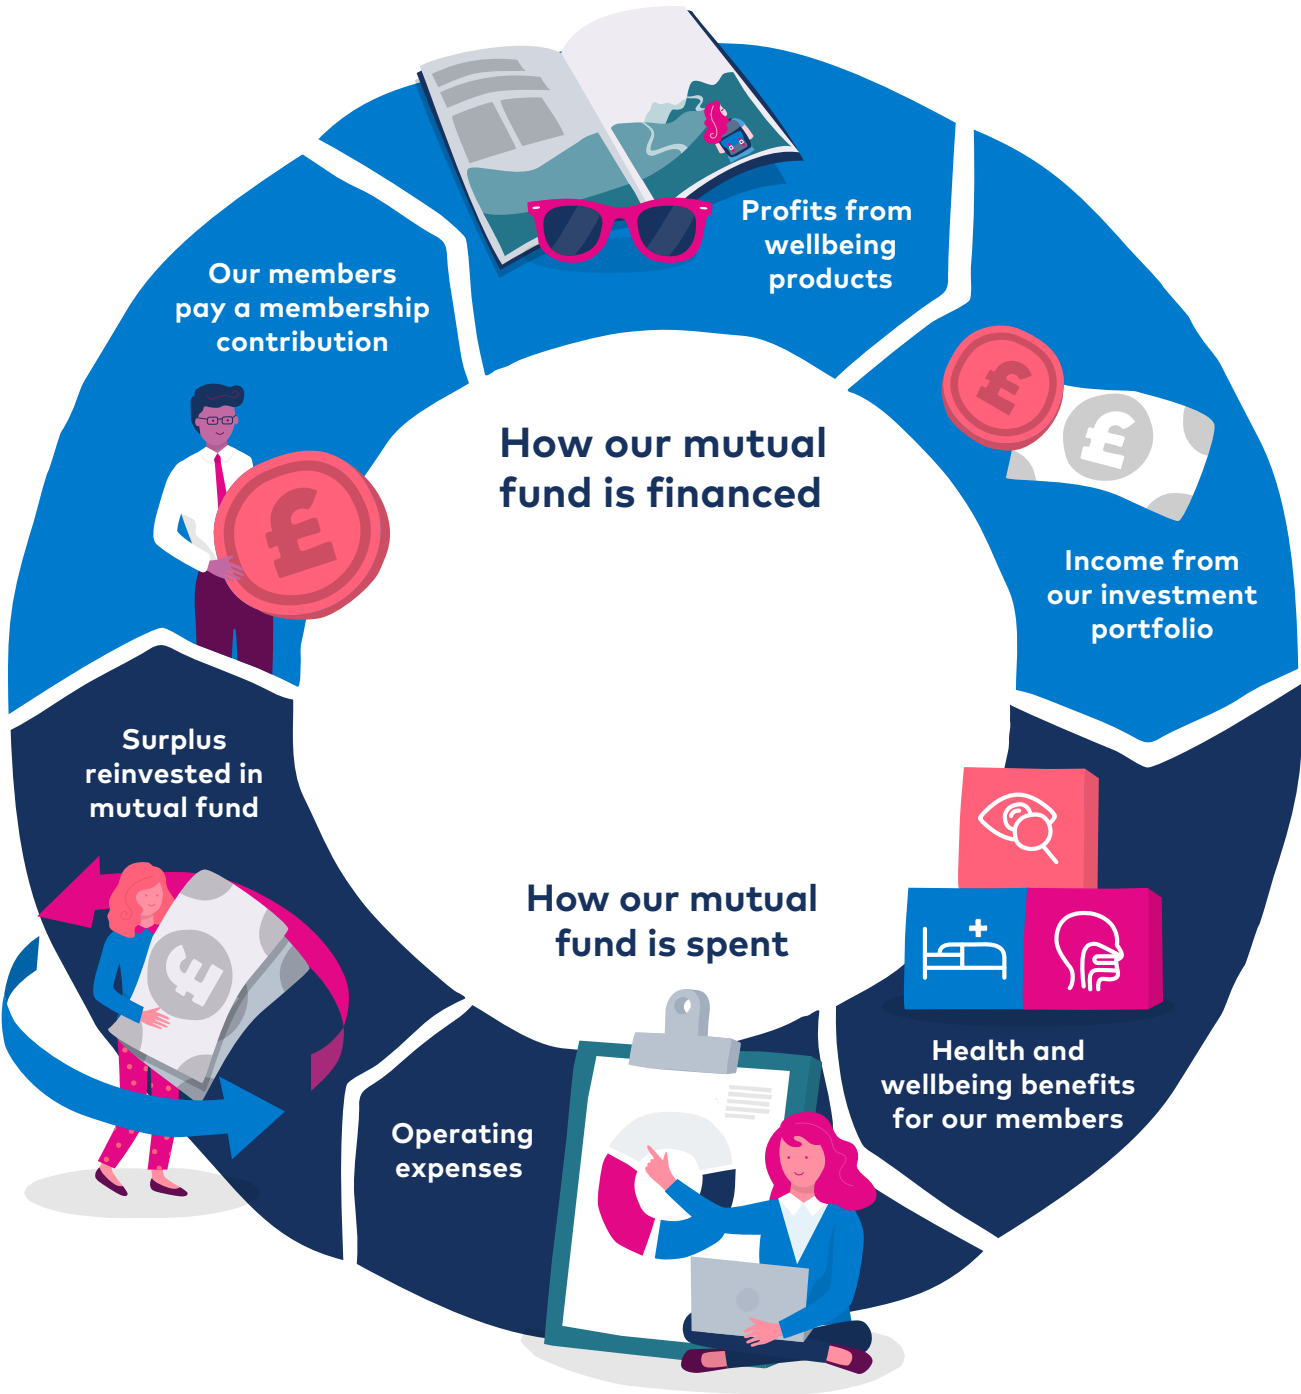 Profits from
wellbeing
products
Our members
pay a membership
contribution
£
£
£
How our mutual
fund is financed
Income from
our investment
portfolio
Surplus
reinvested in
mutual fund
£
How our mutual
fund is spent
Health and
wellbeing benefits
for our members
Operating
expenses